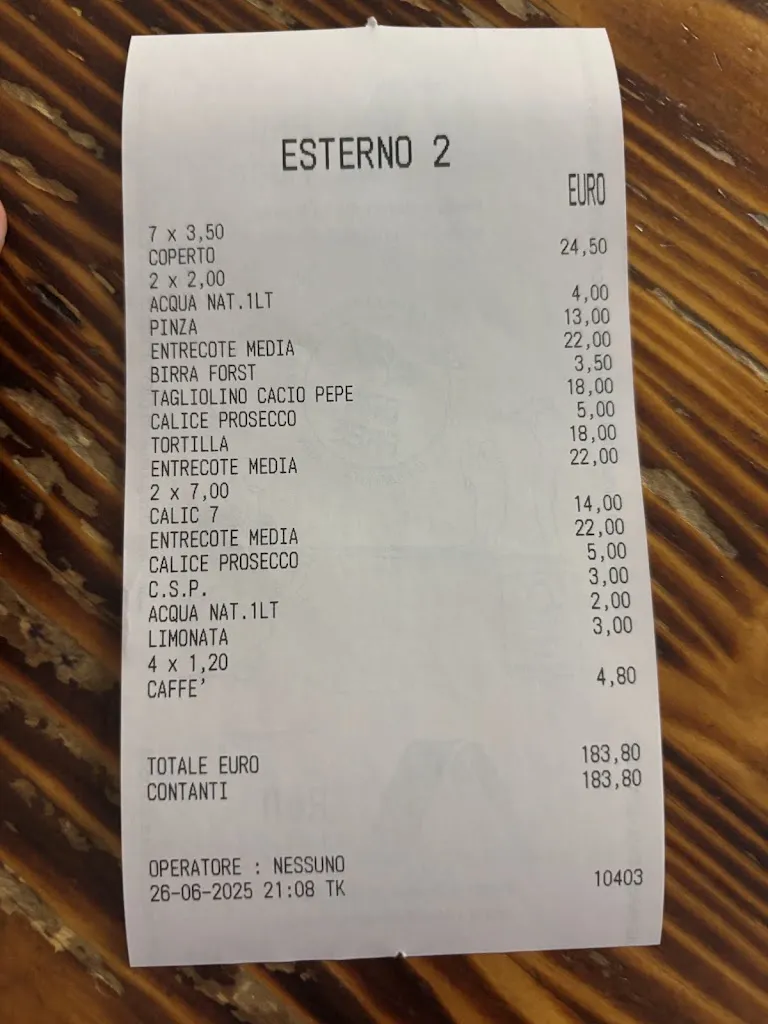 ESTERNO 2
EURO
7 x 3,50
COPERTO 24,50
2 x 2,00
ACQUA NAT.1LT 4,00
PINZA 13,00
ENTRECOTE MEDIA 22,00
BIRRA FORST 3,50
TAGLIOLINO CACIO PEPE 18,00
CALICE PROSECCO 5,00
TORTILLA 18,00
ENTRECOTE MEDIA 22,00
2 x 7,00
CALIC 7 14,00
ENTRECOTE MEDIA 22,00
CALICE PROSECCO 5,00
C.S.P. 3,00
ACQUA NAT.1LT 2,00
LIMONATA 3,00
4 x 1,20
CAFFE' 4,80
TOTALE EURO 183,80
CONTANTI 183,80
OPERATORE : NESSUNO
26-06-2025 21:08 TK 10403